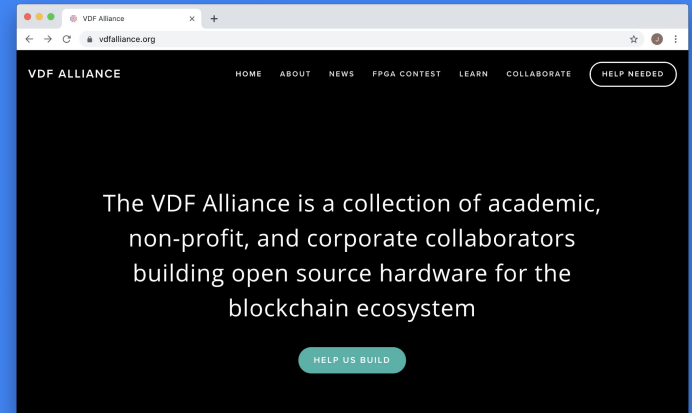 VDF Alliance
vdfalliance.org
J
VDF ALLIANCE
HOME ABOUT NEWS FPGA CONTEST LEARN COLLABORATE HELP NEEDED
The VDF Alliance is a collection of academic,
non-profit, and corporate collaborators
building open source hardware for the
blockchain ecosystem
HELP US BUILD